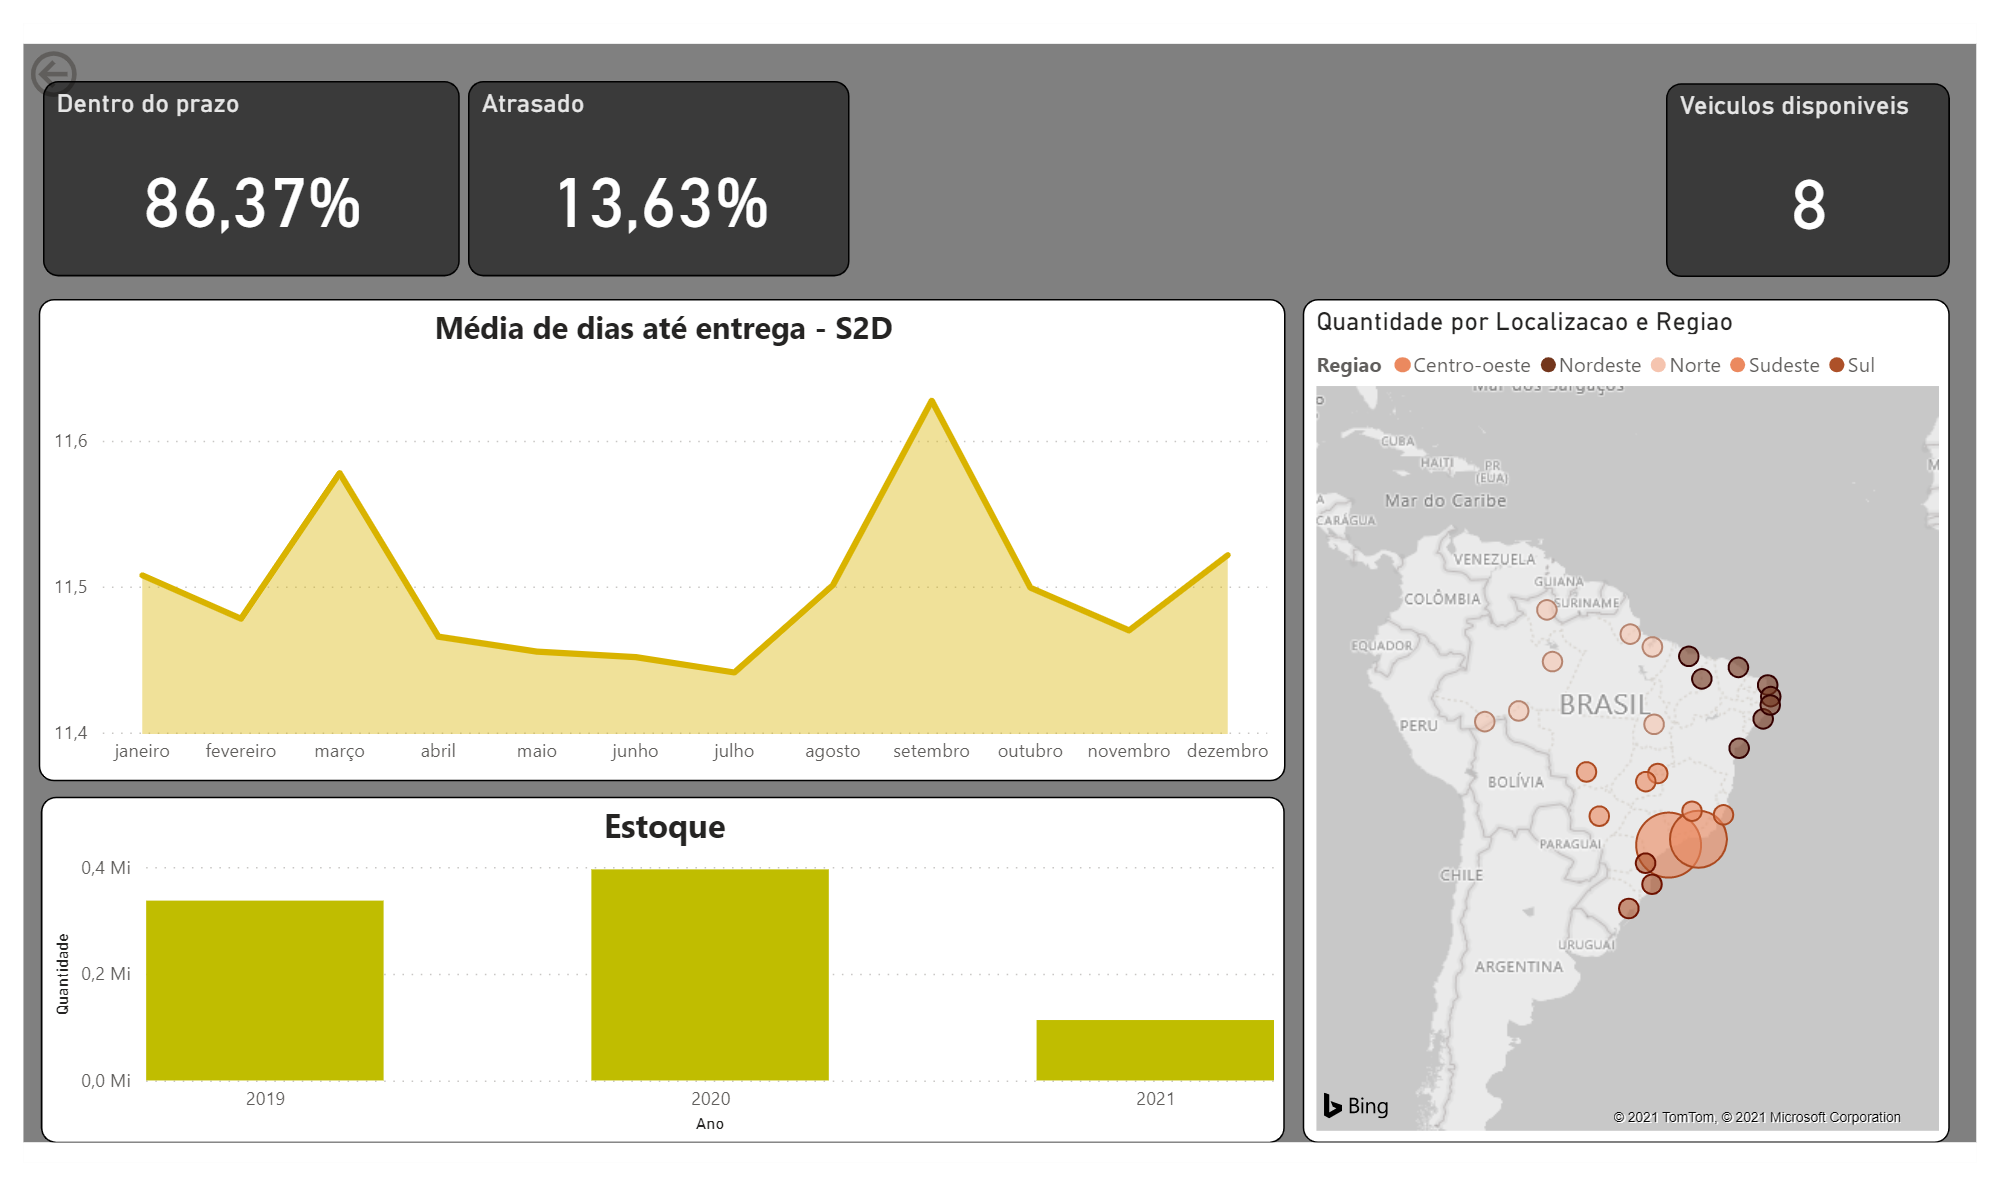 Dentro do prazo
86,37%
Atrasado
13,63%
Veiculos disponiveis
8
Média de dias até entrega - S2D
11,6
11,5
11,4
janeiro fevereiro março abril maio junho julho agosto setembro outubro novembro dezembro
Estoque
Quantidade
0,4 Mi
0,2 Mi
0,0 Mi
2019 2020 2021
Ano
Quantidade por Localizacao e Regiao
Regiao Centro-oeste Nordeste Norte Sudeste Sul
Mar dos Sargaços
CUBA
HAITI
PR
(EUA)
Mar do Caribe
CARÁGUA
VENEZUELA
GUIANA
COLÔMBIA
SURINAME
EQUADOR
BRASIL
PERU
BOLÍVIA
PARAGUAI
CHILE
URUGUAI
ARGENTINA
Bing
© 2021 TomTom, © 2021 Microsoft Corporation